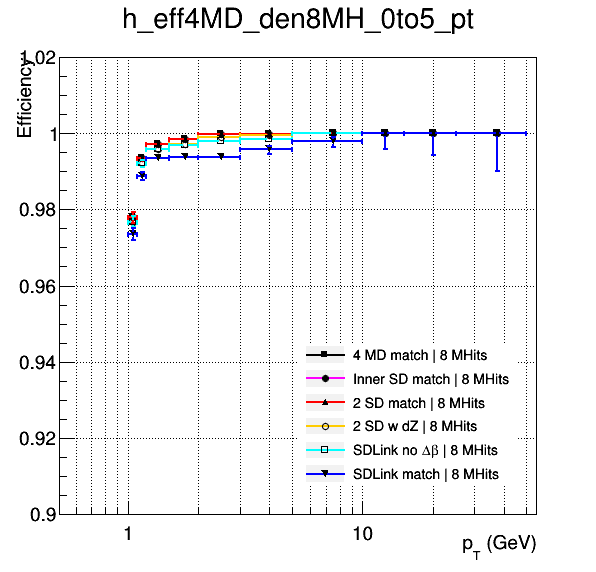 h_eff4MD_den8MH_0to5_pt
Efficiency
1.02
1
0.98
0.96
0.94
0.92
0.9
4 MD match | 8 MHits
Inner SD match | 8 MHits
2 SD match | 8 MHits
2 SD w dZ | 8 MHits
SDLink no Δβ | 8 MHits
SDLink match | 8 MHits
1
10
p_T (GeV)